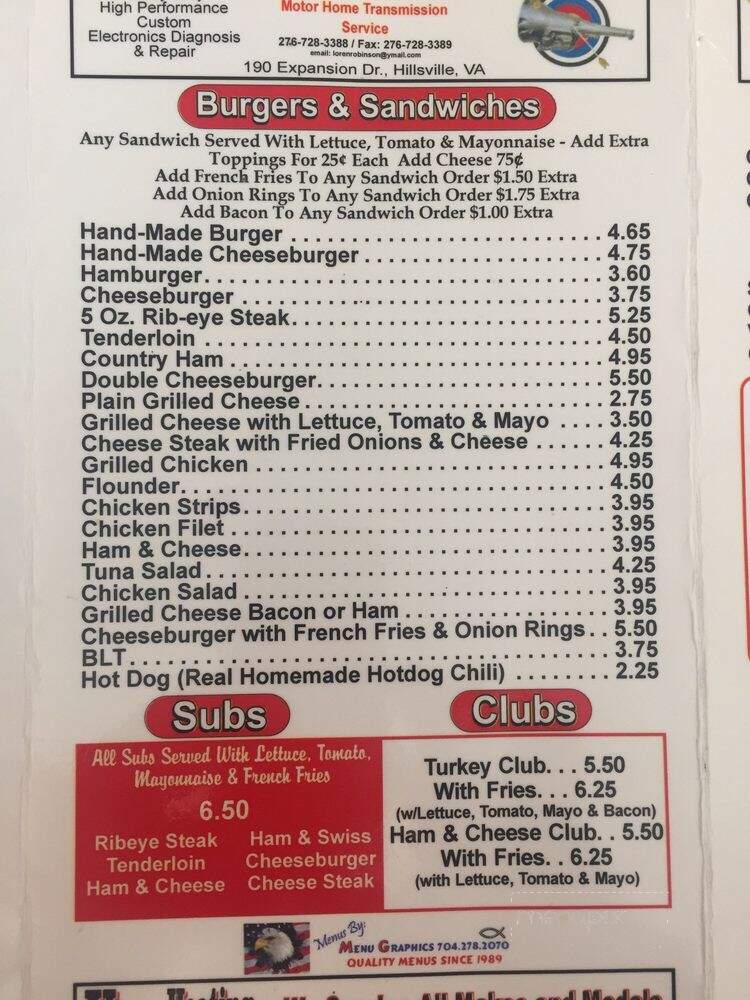 High Performance
Custom
Electronics Diagnosis
& Repair
Motor Home Transmission
Service
276-728-3388 / Fax: 276-728-3389
email: lorenrobinson@ymail.com
190 Expansion Dr., Hillsville, VA
Burgers & Sandwiches
Any Sandwich Served With Lettuce, Tomato & Mayonnaise - Add Extra
Toppings For 25¢ Each Add Cheese 75¢
Add French Fries To Any Sandwich Order $1.50 Extra
Add Onion Rings To Any Sandwich Order $1.75 Extra
Add Bacon To Any Sandwich Order $1.00 Extra
Hand-Made Burger . . . . . . . . . . . . . . . . . . . . . . . . . . 4.65
Hand-Made Cheeseburger . . . . . . . . . . . . . . . . . . . . 4.75
Hamburger. . . . . . . . . . . . . . . . . . . . . . . . . . . . . . . . . 3.60
Cheeseburger . . . . . . . . . . . . . . . . . . . . . . . . . . . . . . 3.75
5 Oz. Rib-eye Steak. . . . . . . . . . . . . . . . . . . . . . . . . . 5.25
Tenderloin . . . . . . . . . . . . . . . . . . . . . . . . . . . . . . . . . 4.50
Country Ham . . . . . . . . . . . . . . . . . . . . . . . . . . . . . . . 4.95
Double Cheeseburger. . . . . . . . . . . . . . . . . . . . . . . . 5.50
Plain Grilled Cheese . . . . . . . . . . . . . . . . . . . . . . . . . 2.75
Grilled Cheese with Lettuce, Tomato & Mayo . . . . 3.50
Cheese Steak with Fried Onions & Cheese . . . . . . 4.25
Grilled Chicken . . . . . . . . . . . . . . . . . . . . . . . . . . . . . 4.95
Flounder. . . . . . . . . . . . . . . . . . . . . . . . . . . . . . . . . . . 4.50
Chicken Strips. . . . . . . . . . . . . . . . . . . . . . . . . . . . . . 3.95
Chicken Filet . . . . . . . . . . . . . . . . . . . . . . . . . . . . . . . 3.95
Ham & Cheese. . . . . . . . . . . . . . . . . . . . . . . . . . . . . . 3.95
Tuna Salad . . . . . . . . . . . . . . . . . . . . . . . . . . . . . . . . . 4.25
Chicken Salad . . . . . . . . . . . . . . . . . . . . . . . . . . . . . . 3.95
Grilled Cheese Bacon or Ham . . . . . . . . . . . . . . . . . 3.95
Cheeseburger with French Fries & Onion Rings . . 5.50
BLT. . . . . . . . . . . . . . . . . . . . . . . . . . . . . . . . . . . . . . . . 3.75
Hot Dog (Real Homemade Hotdog Chili) . . . . . . . . 2.25
Subs
All Subs Served With Lettuce, Tomato,
Mayonnaise & French Fries
6.50
Ribeye Steak Ham & Swiss
Tenderloin Cheeseburger
Ham & Cheese Cheese Steak
Clubs
Turkey Club. . . 5.50
With Fries. . . 6.25
(w/Lettuce, Tomato, Mayo & Bacon)
Ham & Cheese Club. . 5.50
With Fries. . 6.25
(with Lettuce, Tomato & Mayo)
Menus By:
MENU GRAPHICS 704.278.2070
QUALITY MENUS SINCE 1989